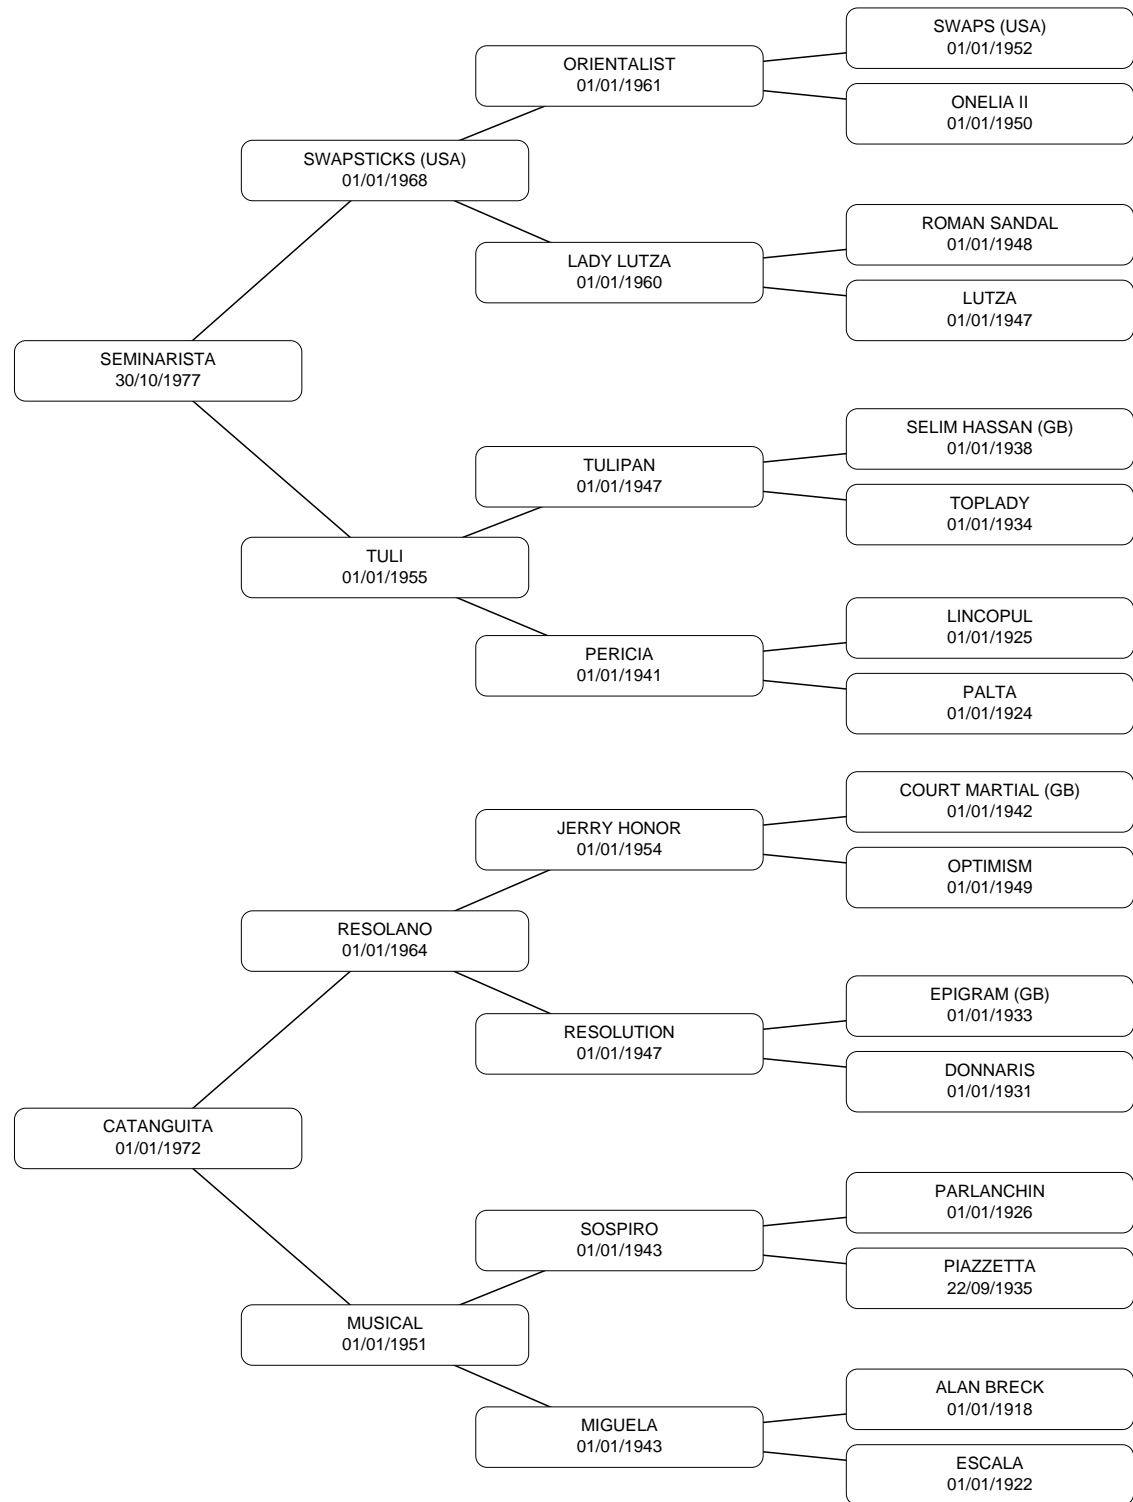 SWAPS (USA)
01/01/1952
ORIENTALIST
01/01/1961
ONELIA II
01/01/1950
SWAPSTICKS (USA)
01/01/1968
ROMAN SANDAL
01/01/1948
LADY LUTZA
01/01/1960
LUTZA
01/01/1947
SEMINARISTA
30/10/1977
SELIM HASSAN (GB)
01/01/1938
TULIPAN
01/01/1947
TOPLADY
01/01/1934
TULI
01/01/1955
LINCOPUL
01/01/1925
PERICIA
01/01/1941
PALTA
01/01/1924
COURT MARTIAL (GB)
01/01/1942
JERRY HONOR
01/01/1954
OPTIMISM
01/01/1949
RESOLANO
01/01/1964
EPIGRAM (GB)
01/01/1933
RESOLUTION
01/01/1947
DONNARIS
01/01/1931
CATANGUITA
01/01/1972
PARLANCHIN
01/01/1926
SOSPIRO
01/01/1943
PIAZZETTA
22/09/1935
MUSICAL
01/01/1951
ALAN BRECK
01/01/1918
MIGUELA
01/01/1943
ESCALA
01/01/1922